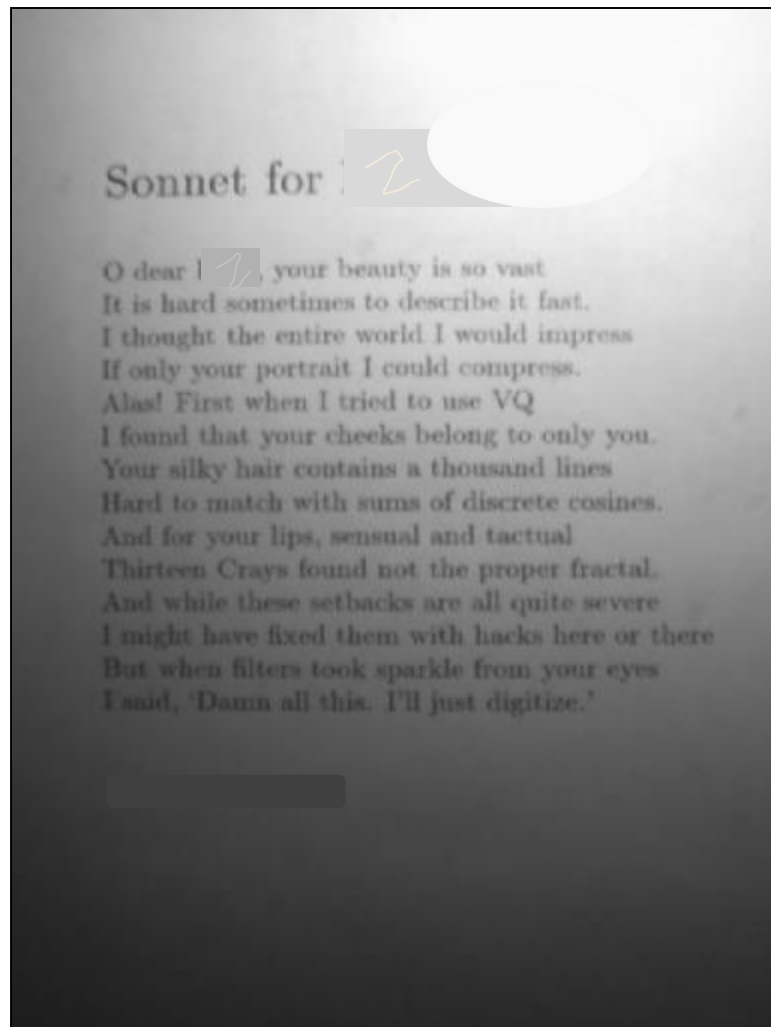 Sonnet for
O dear , your beauty is so vast
It is hard sometimes to describe it fast.
I thought the entire world I would impress
If only your portrait I could compress.
Alas! First when I tried to use VQ
I found that your cheeks belong to only you.
Your silky hair contains a thousand lines
Hard to match with sums of discrete cosines.
And for your lips, sensual and tactual
Thirteen Crays found not the proper fractal.
And while these setbacks are all quite severe
I might have fixed them with hacks here or there
But when filters took sparkle from your eyes
I said, ‘Damn all this. I’ll just digitize.’